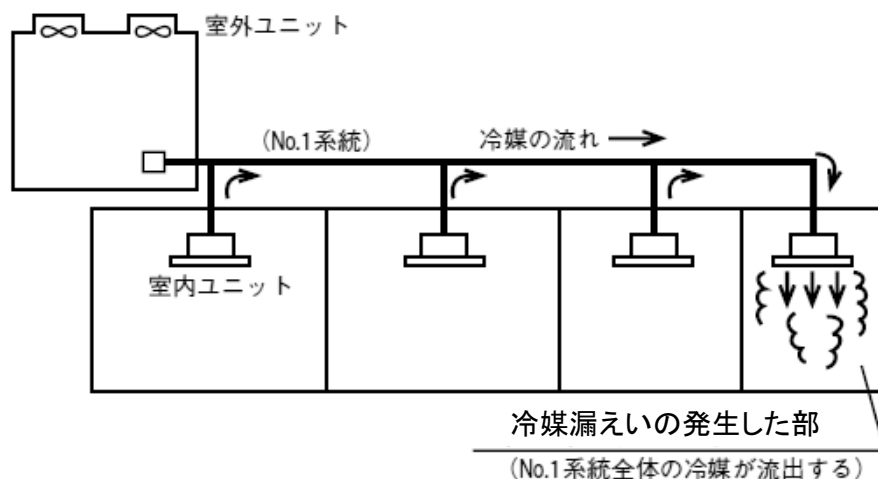 室外ユニット
(No.1系統)
冷媒の流れ
室内ユニット
冷媒漏えいの発生した部
(No.1系統全体の冷媒が流出する)